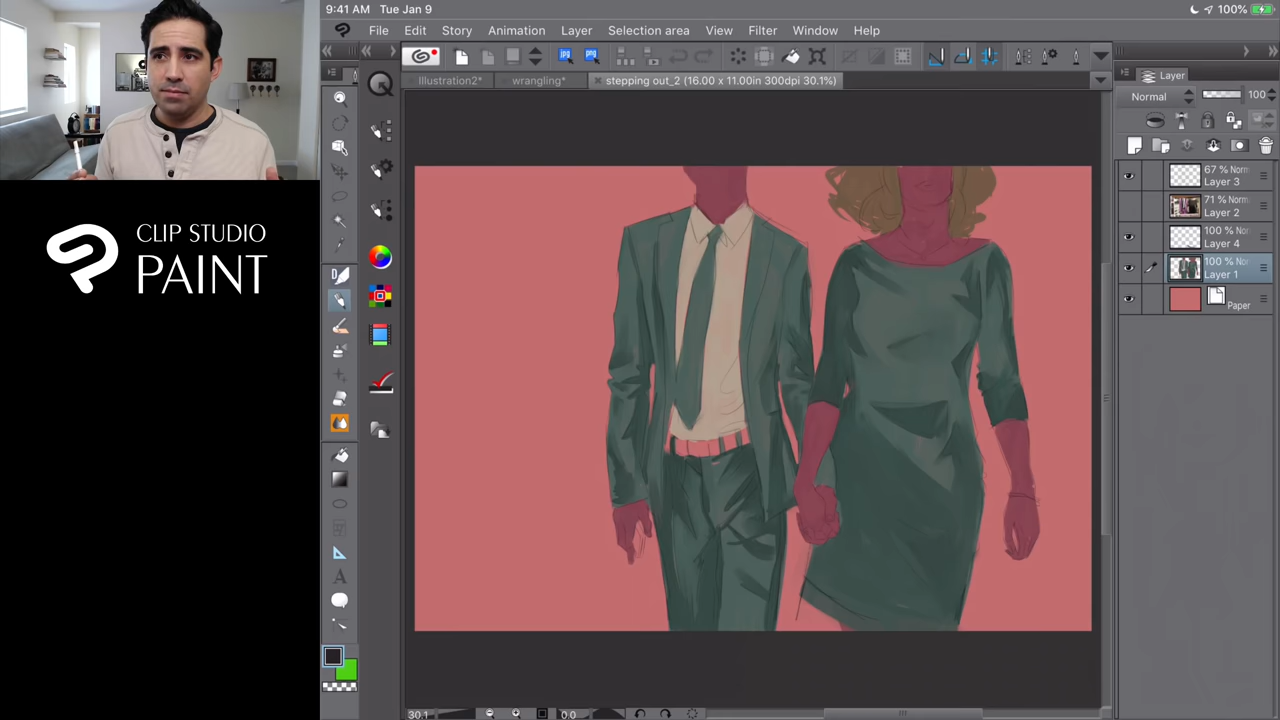 9:41 AM Tue Jan 9
100%
File Edit Story Animation Layer Selection area View Filter Window Help
Illustration2* wrangling* stepping out_2 (16.00 x 11.00in 300dpi 30.1%)
Layer
Normal 100
67 % Norm
Layer 3
71 % Norm
Layer 2
100 % No
Layer 4
100 % No
Layer 1
Paper
CLIP STUDIO
PAINT
A
30.1 0.0